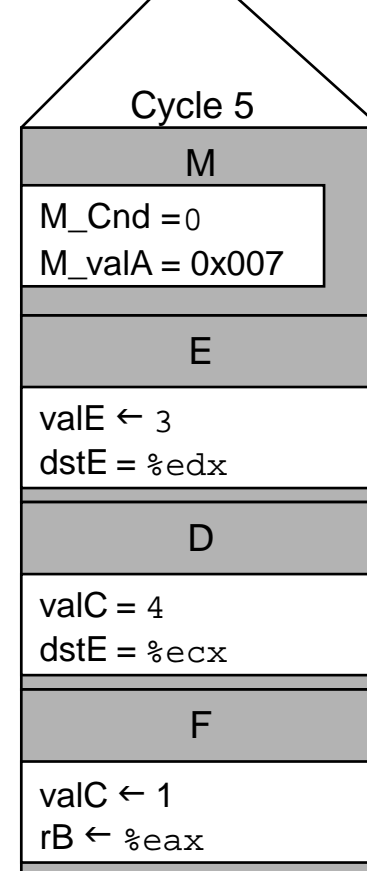 Cycle 5
M
M_Cnd =0
M_valA = 0x007
E
valE ← 3
dstE = %edx
D
valC = 4
dstE = %ecx
F
valC ← 1
rB ← %eax